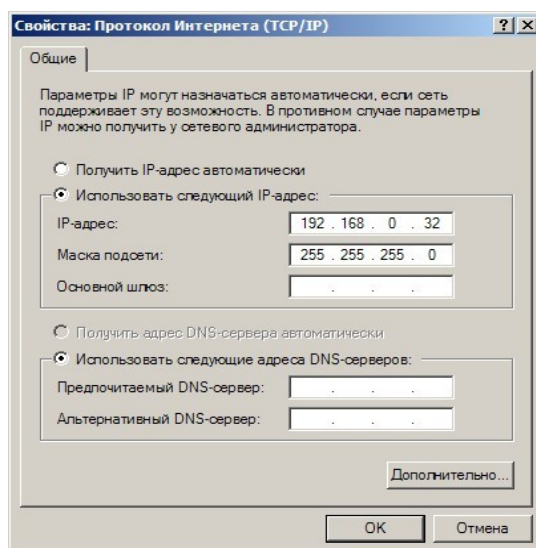 Свойства: Протокол Интернета (TCP/IP)
Общие
Параметры IP могут назначаться автоматически, если сеть
поддерживает эту возможность. В противном случае параметры
IP можно получить у сетевого администратора.
Получить IP-адрес автоматически
Использовать следующий IP-адрес:
IP-адрес: 192 . 168 . 0 . 32
Маска подсети: 255 . 255 . 255 . 0
Основной шлюз: . . .
Получить адрес DNS-сервера автоматически
Использовать следующие адреса DNS-серверов:
Предпочитаемый DNS-сервер: . . .
Альтернативный DNS-сервер: . . .
Дополнительно...
OK Отмена